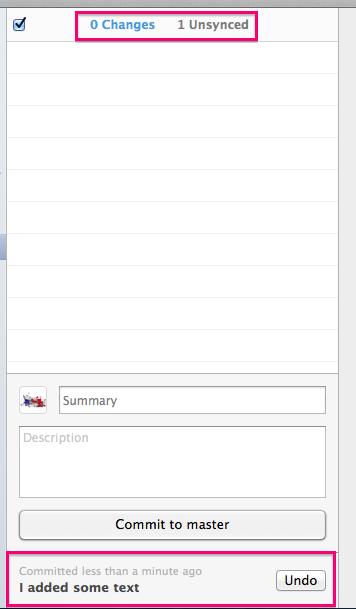 0 Changes 1 Unsynced
Summary
Description
Commit to master
Committed less than a minute ago
I added some text
Undo